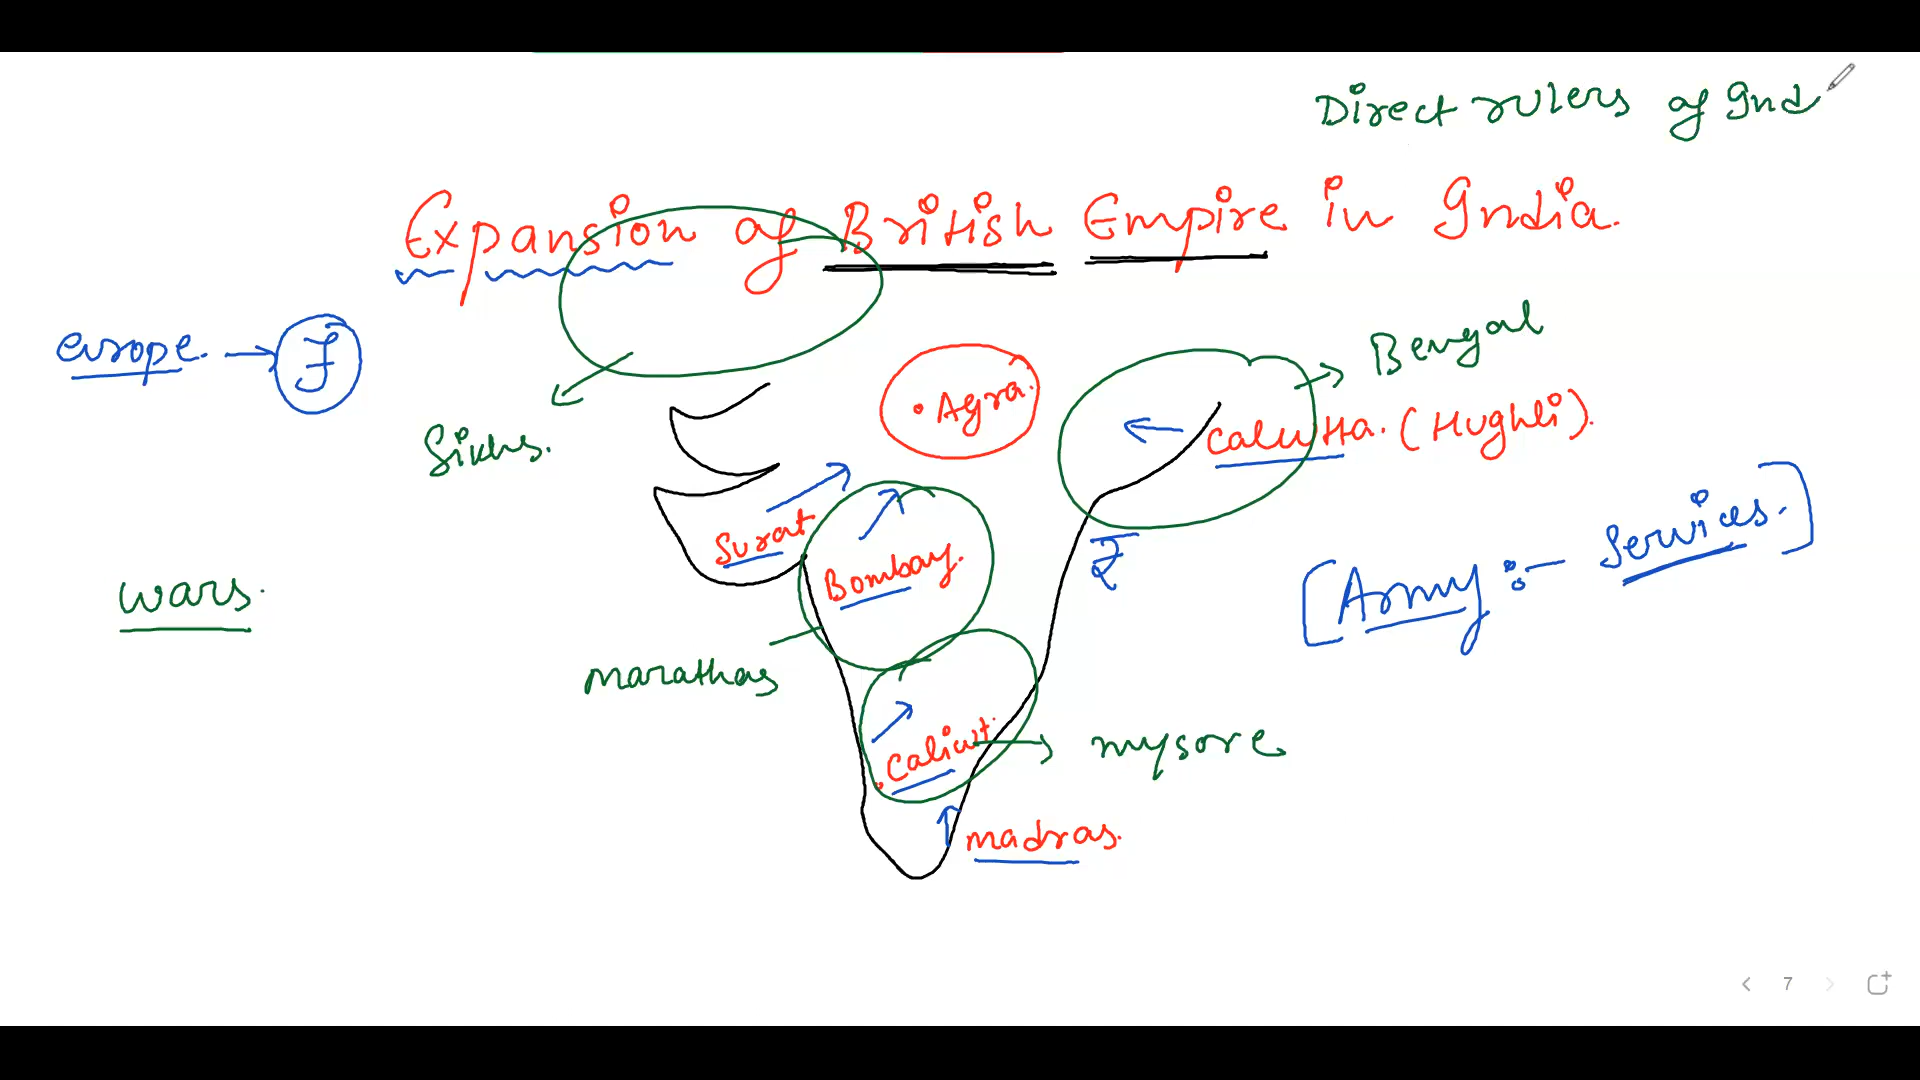 Direct rulers of Ind
Expansion of British Empire in India.
europe. → J
Bengal
Agra.
Calcutta. (Hughli).
Sikhs.
Surat
Bombay.
₹
[Army :- Services.]
wars.
marathas
Calicut.
mysore
madras.
7